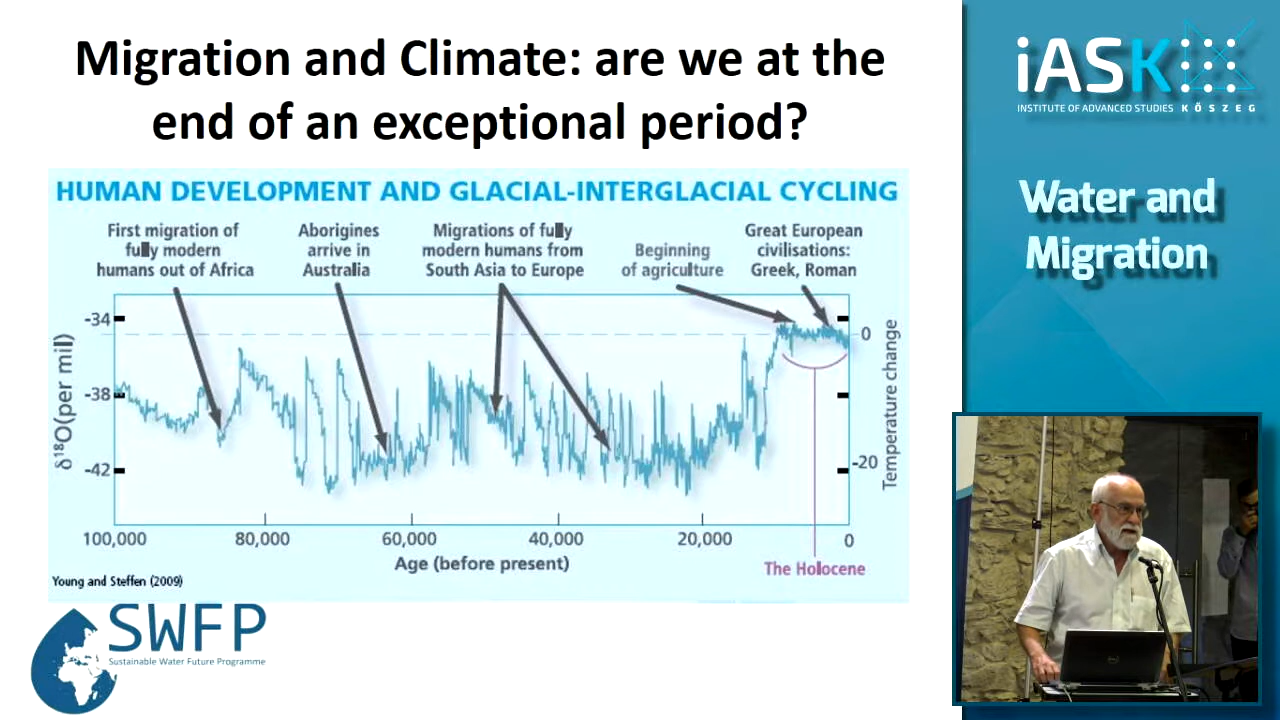 Migration and Climate: are we at the
end of an exceptional period?
HUMAN DEVELOPMENT AND GLACIAL-INTERGLACIAL CYCLING
First migration of
fully modern
humans out of Africa
Aborigines
arrive in
Australia
Migrations of fully
modern humans from
South Asia to Europe
Beginning
of agriculture
Great European
civilisations:
Greek, Roman
-34
-38
-42
δ¹⁸O(per mil)
0
-20
Temperature change
100,000
80,000
60,000
40,000
20,000
0
Age (before present)
The Holocene
Young and Steffen (2009)
SWFP
Sustainable Water Future Programme
iASK
INSTITUTE OF ADVANCED STUDIES KŐSZEG
Water and
Migration